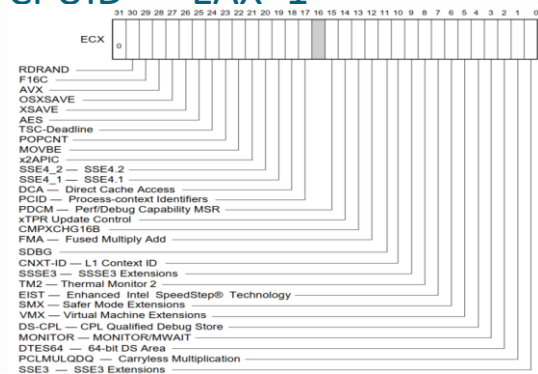 CPUID EAX 1
31 30 29 28 27 26 25 24 23 22 21 20 19 18 17 16 15 14 13 12 11 10 9 8 7 6 5 4 3 2 1 0
ECX
0
RDRAND
F16C
AVX
OSXSAVE
XSAVE
AES
TSC-Deadline
POPCNT
MOVBE
x2APIC
SSE4_2 — SSE4.2
SSE4_1 — SSE4.1
DCA — Direct Cache Access
PCID — Process-context Identifiers
PDCM — Perf/Debug Capability MSR
xTPR Update Control
CMPXCHG16B
FMA — Fused Multiply Add
SDBG
CNXT-ID — L1 Context ID
SSSE3 — SSSE3 Extensions
TM2 — Thermal Monitor 2
EIST — Enhanced Intel SpeedStep® Technology
SMX — Safer Mode Extensions
VMX — Virtual Machine Extensions
DS-CPL — CPL Qualified Debug Store
MONITOR — MONITOR/MWAIT
DTES64 — 64-bit DS Area
PCLMULQDQ — Carryless Multiplication
SSE3 — SSE3 Extensions